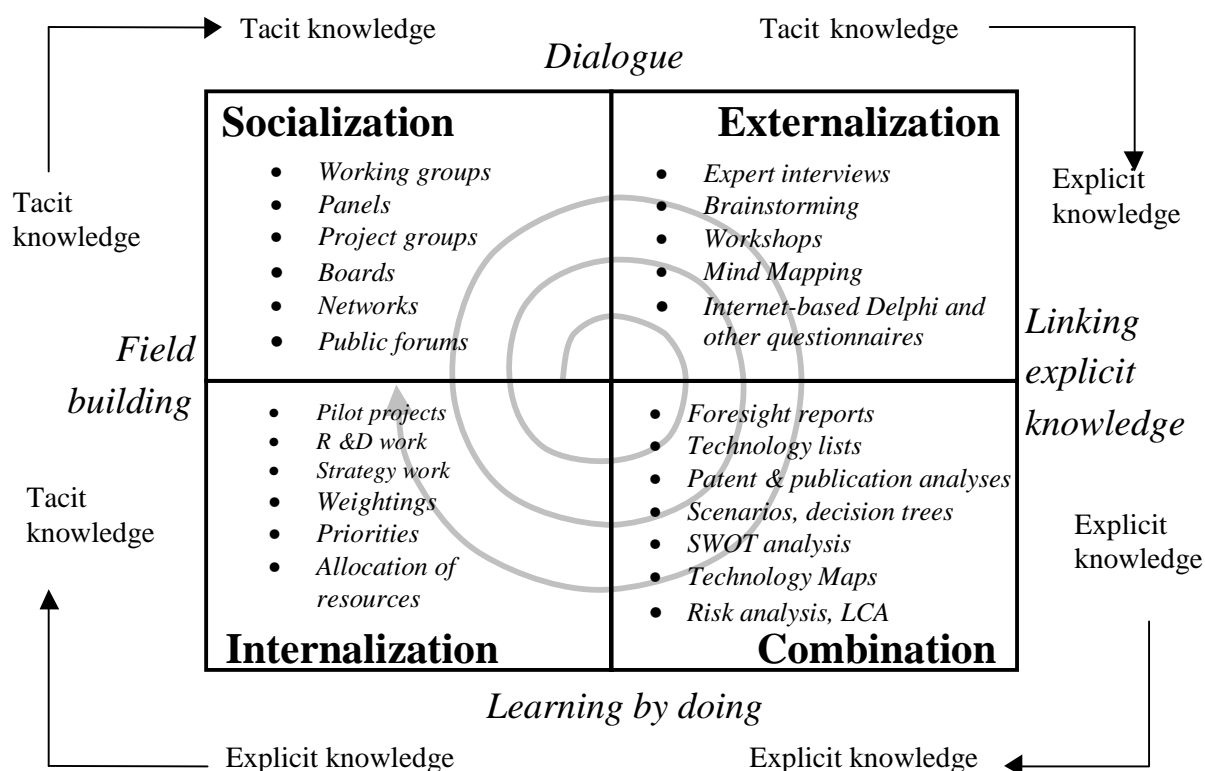 Tacit knowledge
Tacit knowledge
Dialogue
Socialization
• Working groups
• Panels
• Project groups
• Boards
• Networks
• Public forums
Externalization
• Expert interviews
• Brainstorming
• Workshops
• Mind Mapping
• Internet-based Delphi and
other questionnaires
Tacit
knowledge
Explicit
knowledge
Field
building
Linking
explicit
knowledge
• Pilot projects
• R &D work
• Strategy work
• Weightings
• Priorities
• Allocation of
resources
Internalization
• Foresight reports
• Technology lists
• Patent & publication analyses
• Scenarios, decision trees
• SWOT analysis
• Technology Maps
• Risk analysis, LCA
Combination
Tacit
knowledge
Explicit
knowledge
Learning by doing
Explicit knowledge
Explicit knowledge